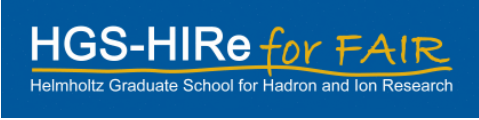 HGS-HIRe for FAIR
Helmholtz Graduate School for Hadron and Ion Research